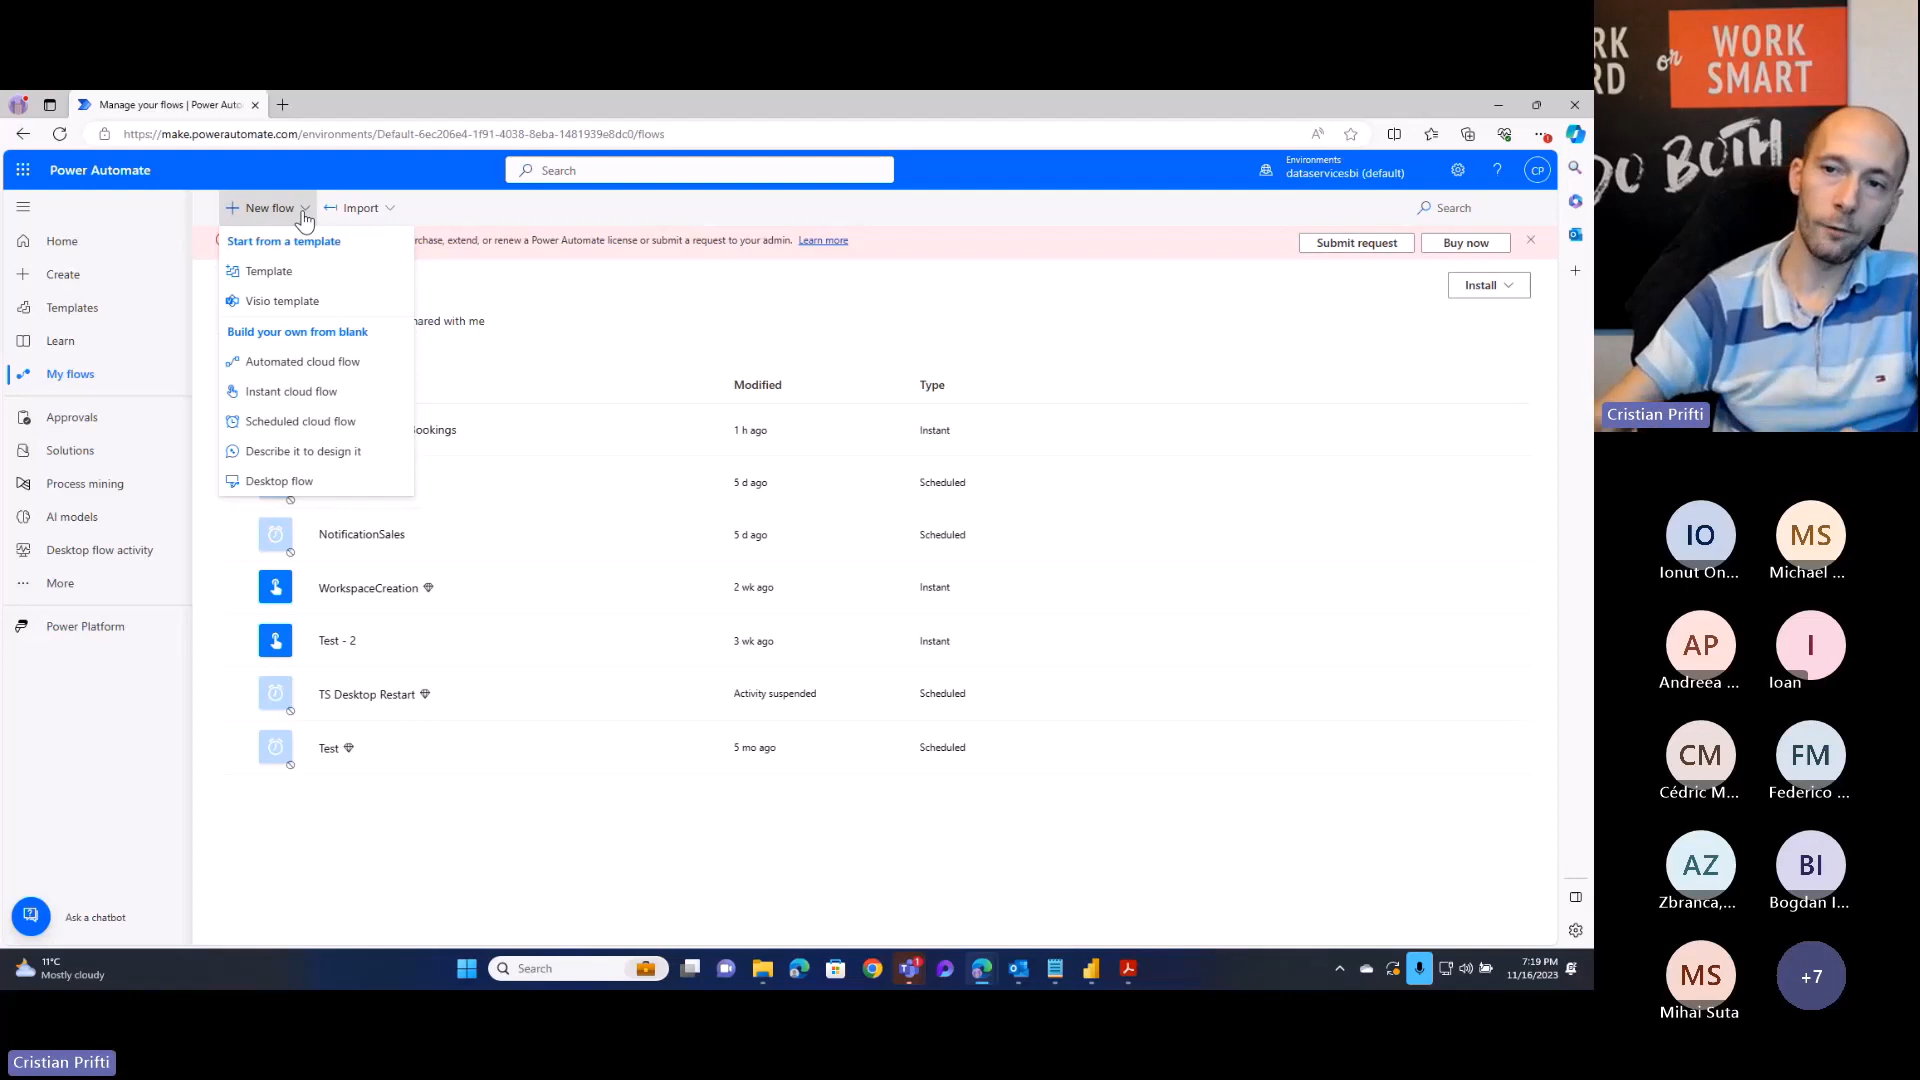 Manage your flows | Power Auto
https://make.powerautomate.com/environments/Default-6ec206e4-1f91-4038-8eba-1481939e8dc0/flows
Power Automate
Search
Environments
dataservicesbi (default)
CP
New flow
Import
Search
rchase, extend, or renew a Power Automate license or submit a request to your admin. Learn more
Submit request
Buy now
Install
Home
Create
Templates
Learn
My flows
Approvals
Solutions
Process mining
AI models
Desktop flow activity
More
Power Platform
Ask a chatbot
Start from a template
Template
Visio template
Build your own from blank
Automated cloud flow
Instant cloud flow
Scheduled cloud flow
Describe it to design it
Desktop flow
hared with me
Modified
Type
Bookings
1 h ago
Instant
5 d ago
Scheduled
NotificationSales
5 d ago
Scheduled
WorkspaceCreation
2 wk ago
Instant
Test - 2
3 wk ago
Instant
TS Desktop Restart
Activity suspended
Scheduled
Test
5 mo ago
Scheduled
11°C
Mostly cloudy
Search
1
7:19 PM
11/16/2023
RK
RD
or
WORK
SMART
DO BOTH
Cristian Prifti
IO
Ionut On...
MS
Michael ...
AP
Andreea ...
I
Ioan
CM
Cédric M...
FM
Federico ...
AZ
Zbranca,...
BI
Bogdan I...
MS
Mihai Suta
+7
Cristian Prifti